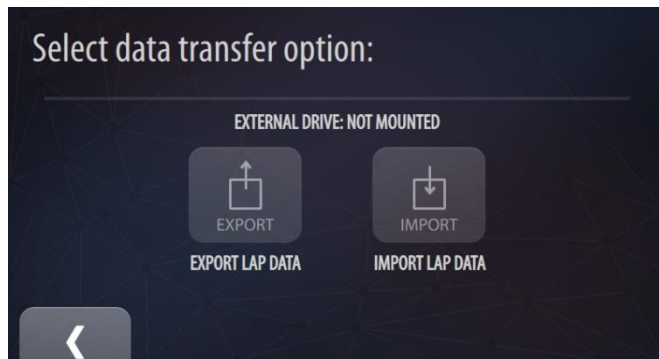 Select data transfer option:
EXTERNAL DRIVE: NOT MOUNTED
EXPORT IMPORT
EXPORT LAP DATA IMPORT LAP DATA